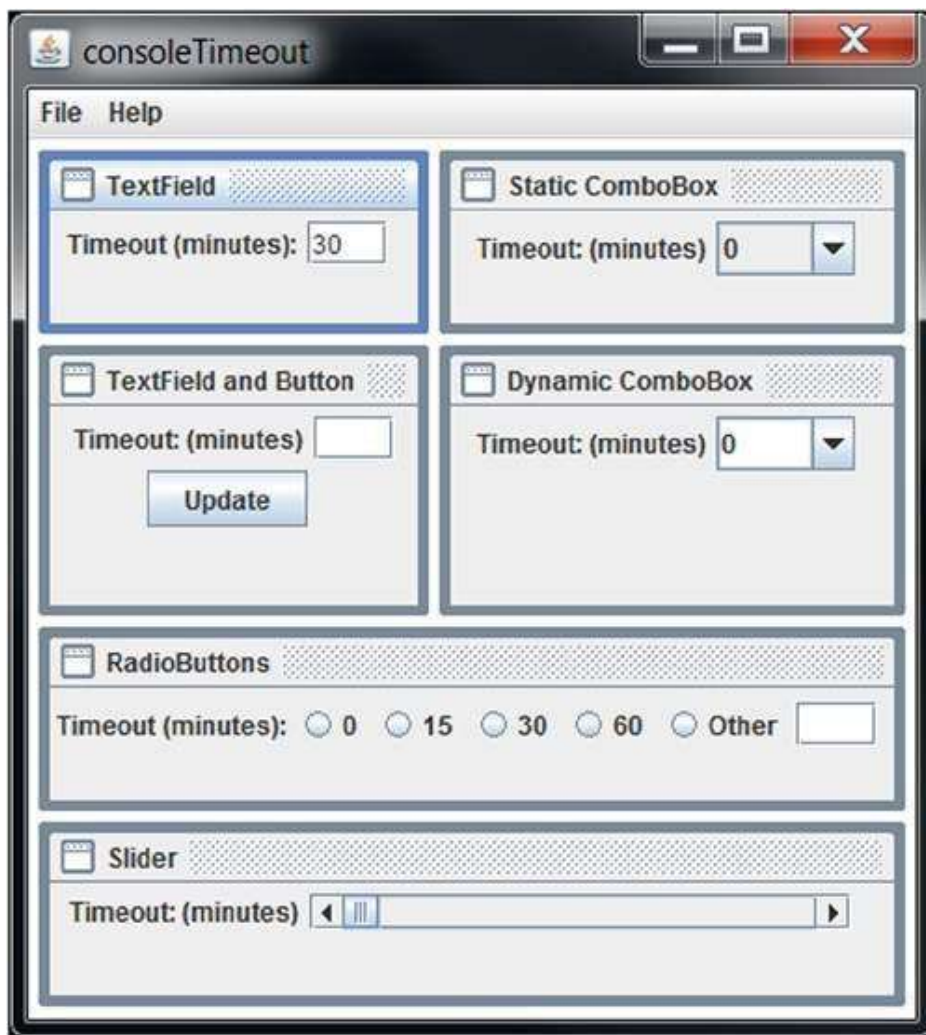 consoleTimeout
File Help
TextField
Timeout (minutes): 30
Static ComboBox
Timeout: (minutes) 0
TextField and Button
Timeout: (minutes)
Update
Dynamic ComboBox
Timeout: (minutes) 0
RadioButtons
Timeout (minutes): 0 15 30 60 Other
Slider
Timeout: (minutes)